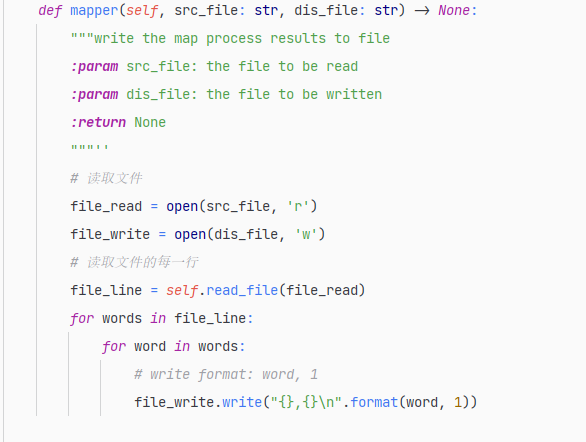 def mapper(self, src_file: str, dis_file: str) -> None:
"""write the map process results to file
:param src_file: the file to be read
:param dis_file: the file to be written
:return None
"""''
# 读取文件
file_read = open(src_file, 'r')
file_write = open(dis_file, 'w')
# 读取文件的每一行
file_line = self.read_file(file_read)
for words in file_line:
for word in words:
# write format: word, 1
file_write.write("{},{}\n".format(word, 1))